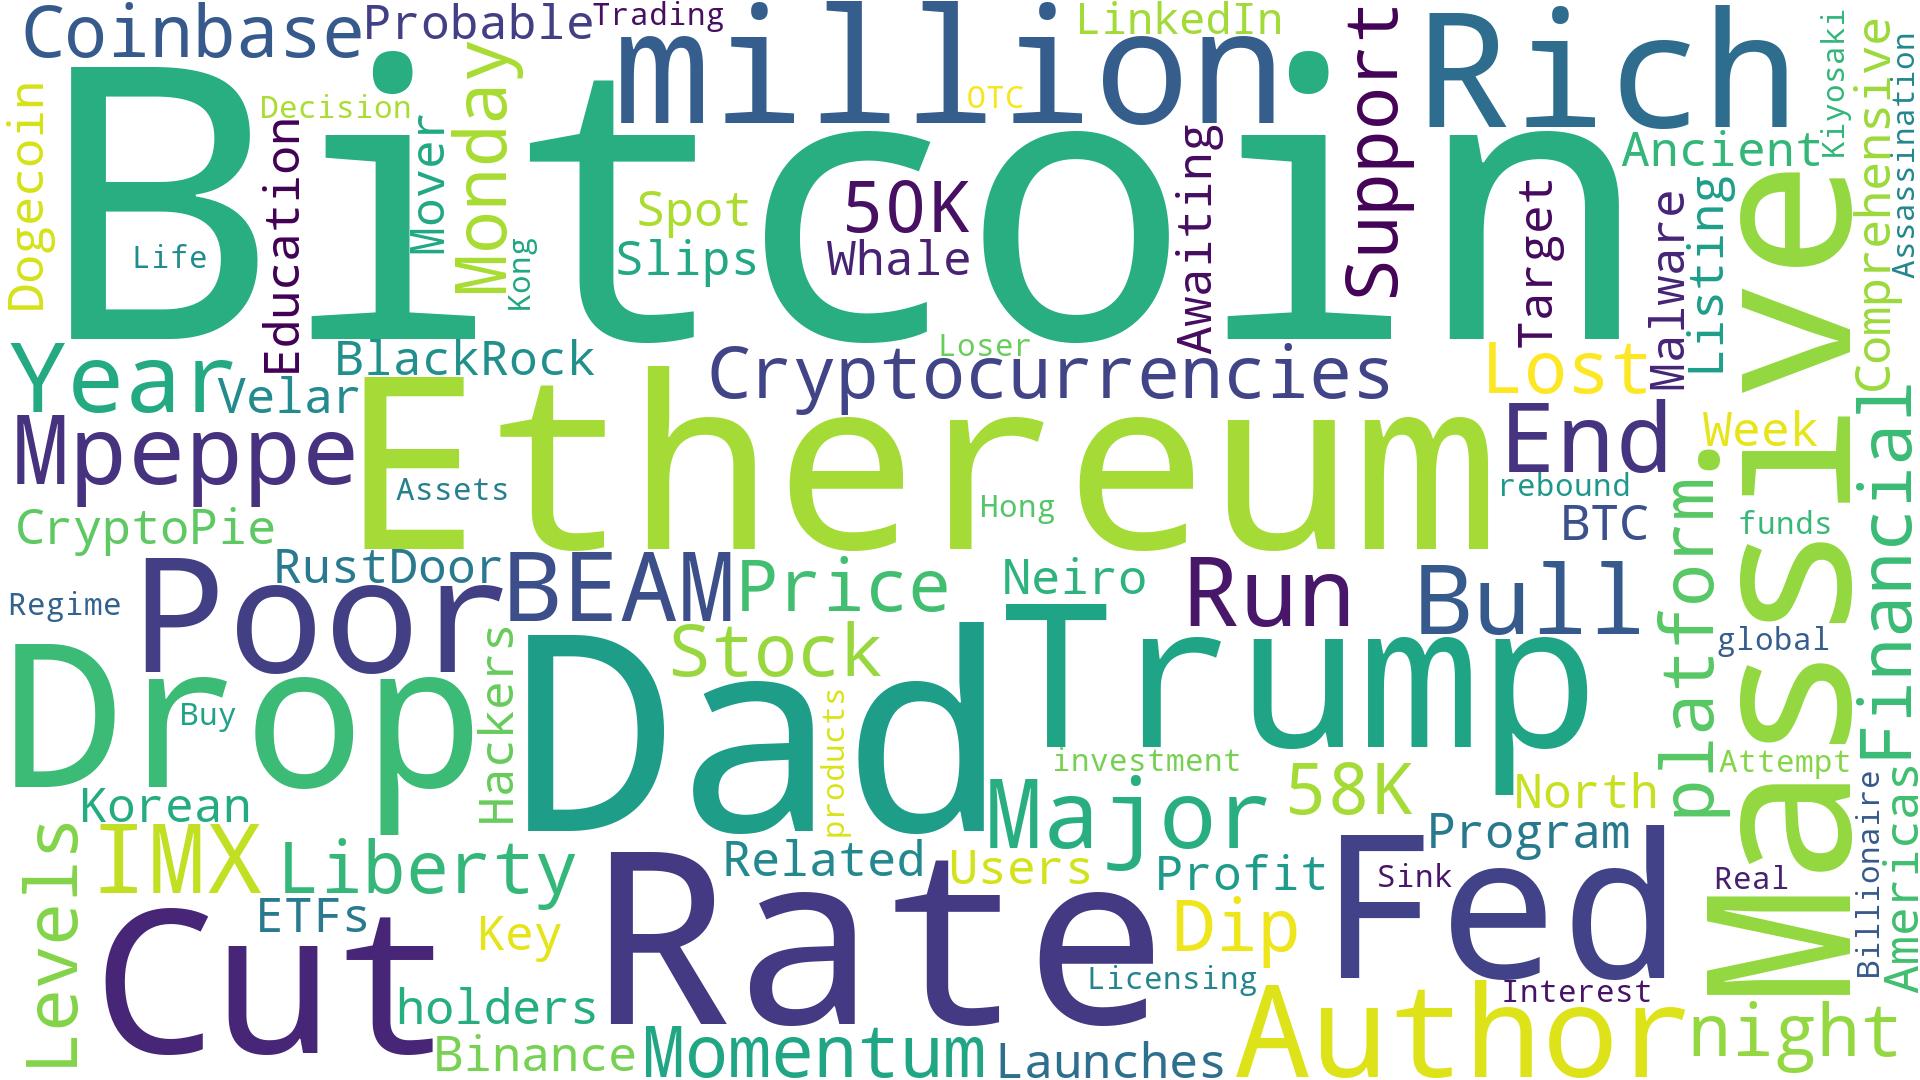 Coinbase
Probable
Trading
million
LinkedIn
Support
Rich
Kiyosaki
Comprehensive
Assassination
Dogecoin
Decision
Education
Mover
Monday
Bitcoin
OTC
Awaiting
Ancient
Life
Kong
Spot
50K
Slips
Whale
Target
Malware
Listing
Massive
Year
Velar
BlackRock
Loser
Cryptocurrencies
Lost
Mpeppe
Ethereum
End
Week
Financial
Assets
Hong
rebound
CryptoPie
BTC
platform
funds
RustDoor
BEAM
Price
Neiro
Run
Bull
Regime
Poor
Stock
Trump
global
Drop
Buy
Hackers
Dad
products
investment
Attempt
Korean
Major
58K
North
Billionaire
Americas
Levels
IMX
Liberty
Related
Users
Profit
Program
Fed
Sink
Real
Cut
ETFs
Key
Rate
Dip
Licensing
Interest
holders
Author
night
Binance
Momentum
Launches